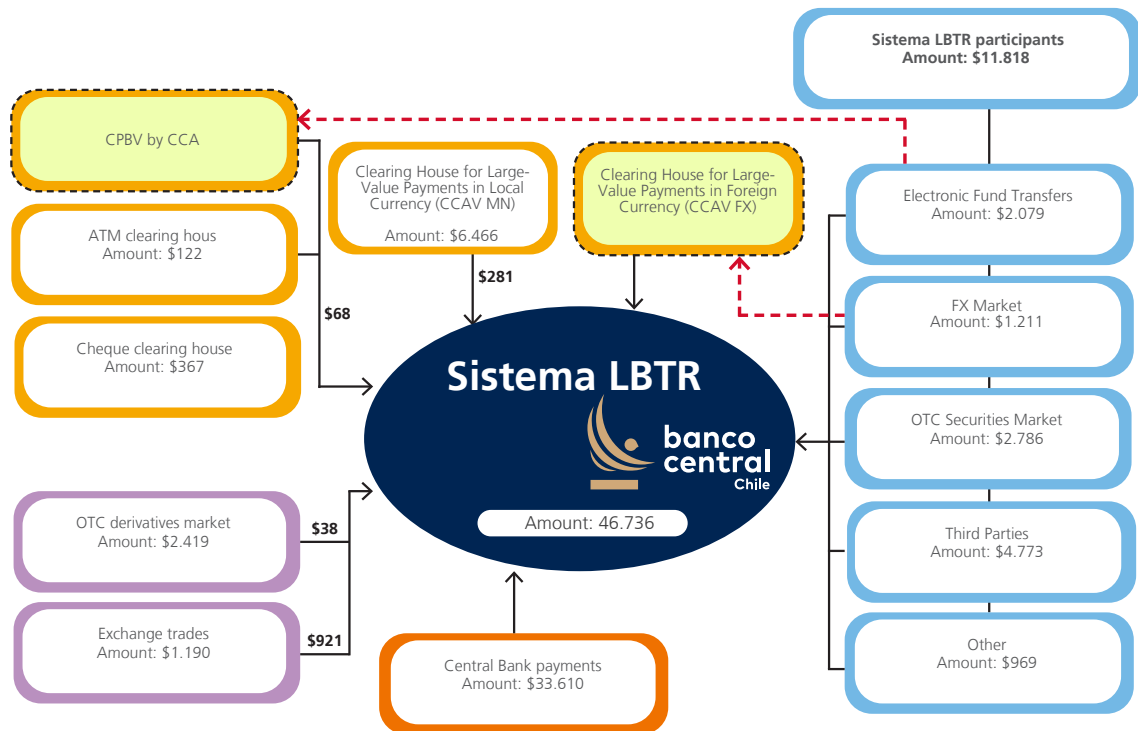 Sistema LBTR participants
Amount: $11.818
CPBV by CCA
Clearing House for Large-
Value Payments in Local
Currency (CCAV MN)
Amount: $6.466
Clearing House for Large-
Value Payments in Foreign
Currency (CCAV FX)
Electronic Fund Transfers
Amount: $2.079
ATM clearing hous
Amount: $122
$281
$68
FX Market
Amount: $1.211
Cheque clearing house
Amount: $367
Sistema LBTR
banco
central
Chile
Amount: 46.736
OTC Securities Market
Amount: $2.786
OTC derivatives market
Amount: $2.419
$38
Third Parties
Amount: $4.773
Exchange trades
Amount: $1.190
$921
Central Bank payments
Amount: $33.610
Other
Amount: $969